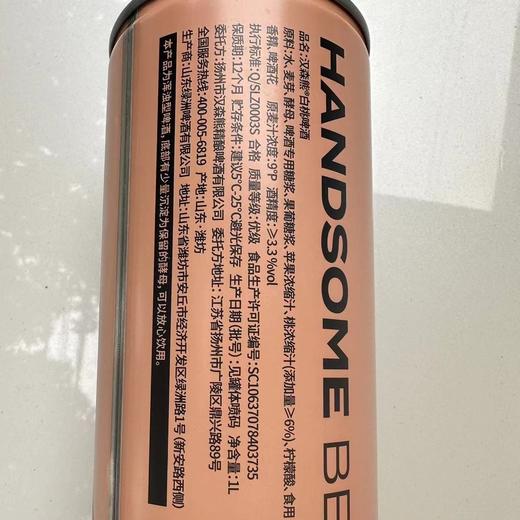 HANDSOME BE
品名:汉森熊®白桃啤酒
原料:水、麦芽、酵母、啤酒专用糖浆、果葡糖浆、苹果浓缩汁、桃浓缩汁(添加量≥6%)、柠檬酸、食用
香精、啤酒花 原麦汁浓度:9°P 酒精度:≥3.3%vol
执行标准:Q/SLZ0003S 合格 质量等级:优级 食品生产许可证编号:SC10637078403735
保质期:12个月 贮存条件:建议5℃-25℃避光保存 生产日期(批号):见罐体喷码 净含量:1L
委托方:扬州市汉森熊精酿啤酒有限公司 委托方地址:江苏省扬州市广陵区鼎兴路89号
全国服务热线:400-005-6819 产地:山东·潍坊
生产商:山东绿洲啤酒有限公司 地址:山东省潍坊市安丘市经济开发区绿洲路1号(新安路西侧)
本产品为浑浊型啤酒,底部有少量沉淀为保留的酵母,可以放心饮用。